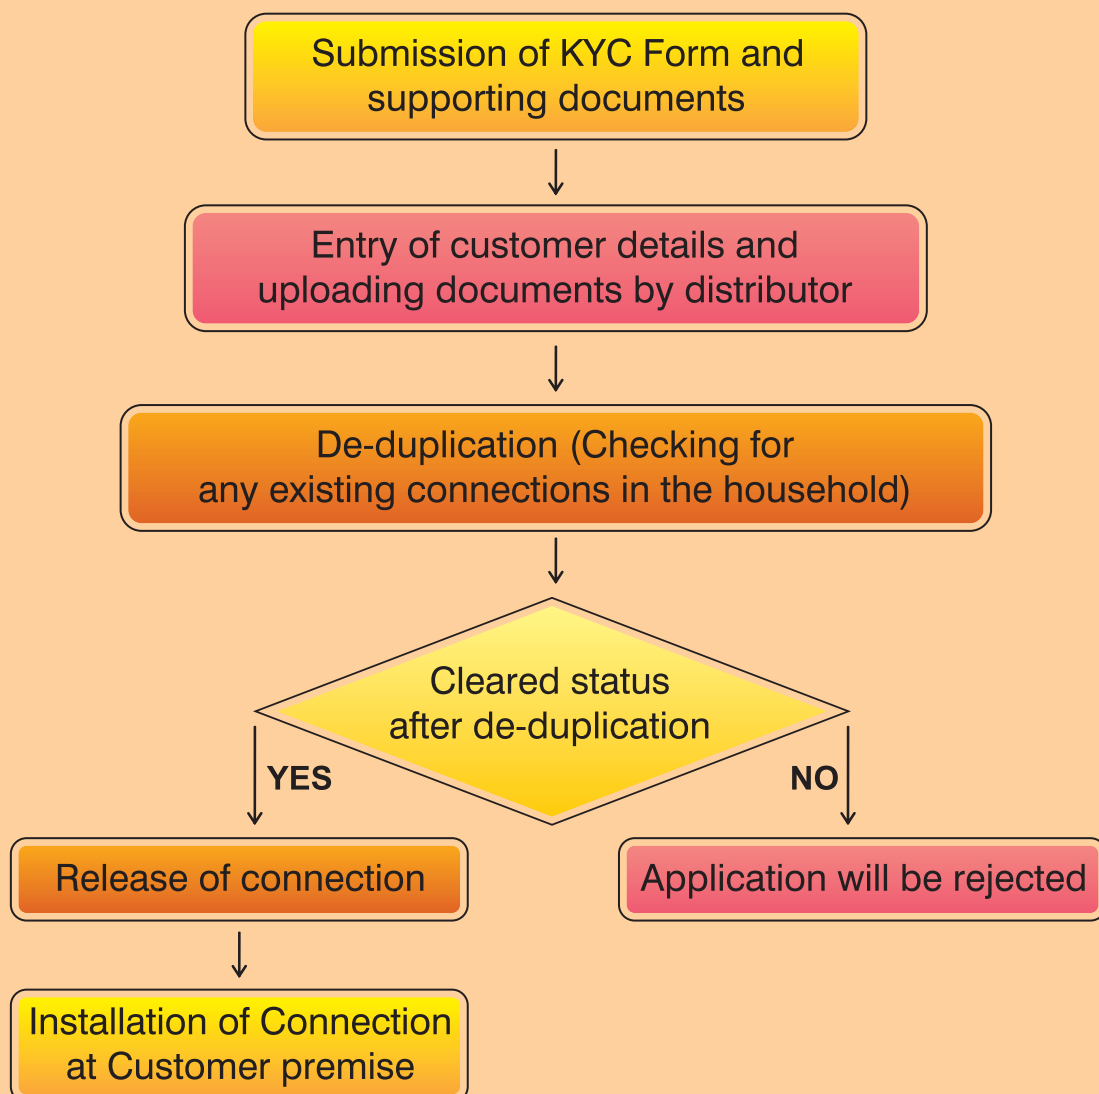 Submission of KYC Form and
supporting documents
Entry of customer details and
uploading documents by distributor
De-duplication (Checking for
any existing connections in the household)
Cleared status
after de-duplication
YES
NO
Release of connection
Application will be rejected
Installation of Connection
at Customer premise